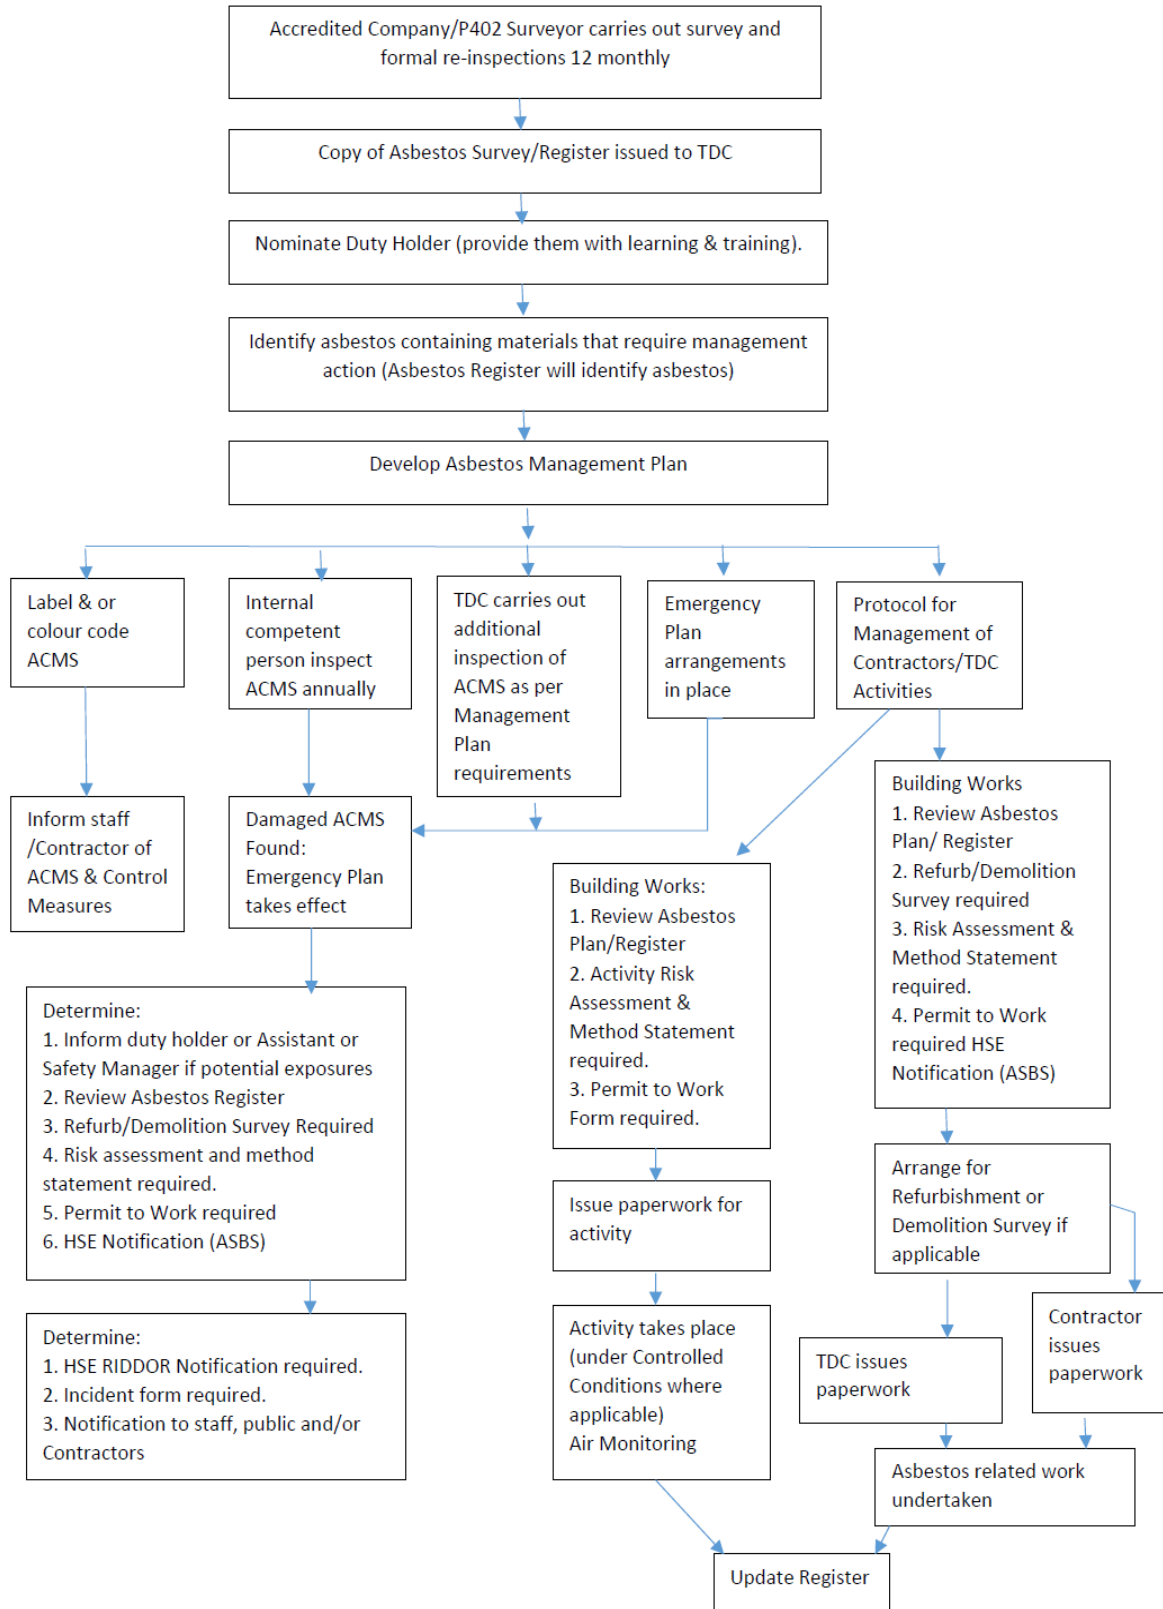 Accredited Company/P402 Surveyor carries out survey and
formal re-inspections 12 monthly
Copy of Asbestos Survey/Register issued to TDC
Nominate Duty Holder (provide them with learning & training).
Identify asbestos containing materials that require management
action (Asbestos Register will identify asbestos)
Develop Asbestos Management Plan
Label & or
colour code
ACMS
Internal
competent
person inspect
ACMS annually
TDC carries out
additional
inspection of
ACMS as per
Management
Plan
requirements
Emergency
Plan
arrangements
in place
Protocol for
Management of
Contractors/TDC
Activities
Inform staff
/Contractor of
ACMS & Control
Measures
Damaged ACMS
Found:
Emergency Plan
takes effect
Building Works:
1. Review Asbestos
Plan/Register
2. Activity Risk
Assessment &
Method Statement
required.
3. Permit to Work
Form required.
Building Works
1. Review Asbestos
Plan/ Register
2. Refurb/Demolition
Survey required
3. Risk Assessment &
Method Statement
required.
4. Permit to Work
required HSE
Notification (ASBS)
Determine:
1. Inform duty holder or Assistant or
Safety Manager if potential exposures
2. Review Asbestos Register
3. Refurb/Demolition Survey Required
4. Risk assessment and method
statement required.
5. Permit to Work required
6. HSE Notification (ASBS)
Issue paperwork for
activity
Arrange for
Refurbishment or
Demolition Survey if
applicable
Determine:
1. HSE RIDDOR Notification required.
2. Incident form required.
3. Notification to staff, public and/or
Contractors
Activity takes place
(under Controlled
Conditions where
applicable)
Air Monitoring
TDC issues
paperwork
Contractor
issues
paperwork
Asbestos related work
undertaken
Update Register